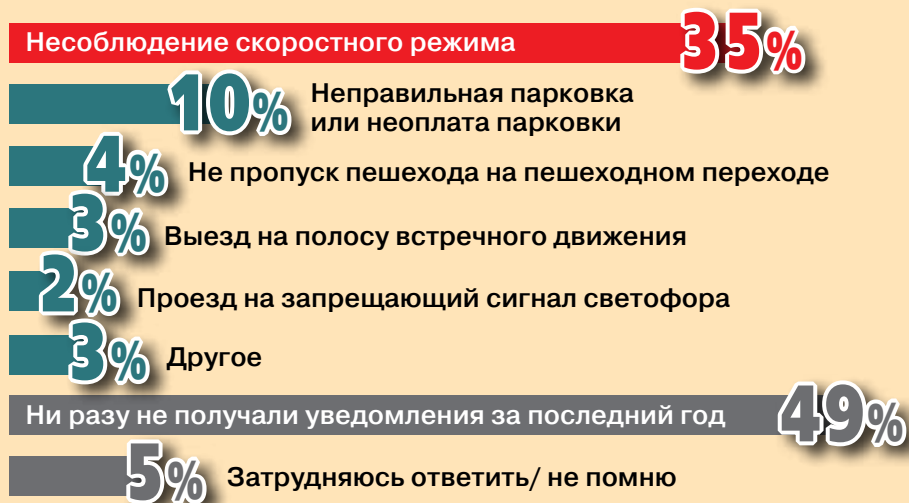 Несоблюдение скоростного режима 35%
10% Неправильная парковка
или неоплата парковки
4% Не пропуск пешехода на пешеходном переходе
3% Выезд на полосу встречного движения
2% Проезд на запрещающий сигнал светофора
3% Другое
Ни разу не получали уведомления за последний год 49%
5% Затрудняюсь ответить/ не помню